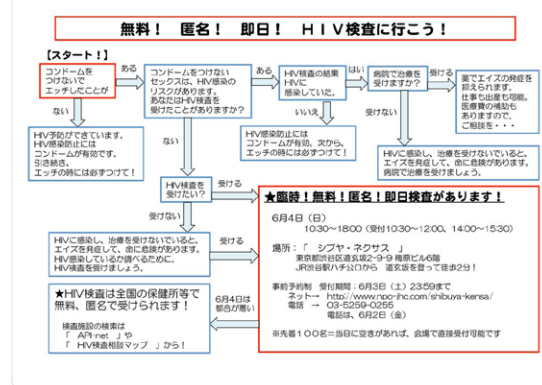 無料！　匿名！　即日！　ＨＩＶ検査に行こう！
【スタート！】
コンドームを
つけないで
エッチしたことが
ある
コンドームをつけない
セックスは、HIV感染の
リスクがあります。
あなたはHIV検査を
受けたことがありますか？
ある
HIV検査の結果
HIVに
感染していた。
はい
病院で治療を
受けますか？
受ける
薬でエイズの発症を
抑えられます。
仕事も出産も可能。
医療費の補助も
ありますので、
ご相談を・・・
ない
HIV予防ができています。
HIV感染防止には
コンドームが有効です。
引き続き、
エッチの時には必ずつけて！
ない
いいえ
HIV感染防止には
コンドームが有効、次から、
エッチの時には必ずつけて！
受けない
HIVに感染し、治療を受けないでいると、
エイズを発症して、命に危険があります。
病院で治療を受けましょう。
HIV検査を
受けたい？
受ける
受けない
HIVに感染し、治療を受けないでいると、
エイズを発症して、命に危険があります。
HIV感染しているか調べるために、
HIV検査を受けましょう。
受ける
★臨時！無料！匿名！即日検査があります！
6月4日（日）
10:30～18:00（受付10:30～12:00、14:00～15:30）
場所：「　シブヤ・ネクサス　」
東京都渋谷区道玄坂2-9-9 梅原ビル6階
JR渋谷駅ハチ公口から　道玄坂を登って徒歩2分！
事前予約制　受付期間：6月3日（土）23:59まで
ネット→　http://www.npo-jhc.com/shibuya-kensa/
電話　→　03-5259-0255
電話は、6月2日（金）
※先着１００名＝当日に空きがあれば、会場で直接受付可能です
6月4日は
都合が悪い
★HIV検査は全国の保健所等で
無料、匿名で受けられます！
検査施設の検索は
「　API-net　」や
「　HIV検査相談マップ　」から！